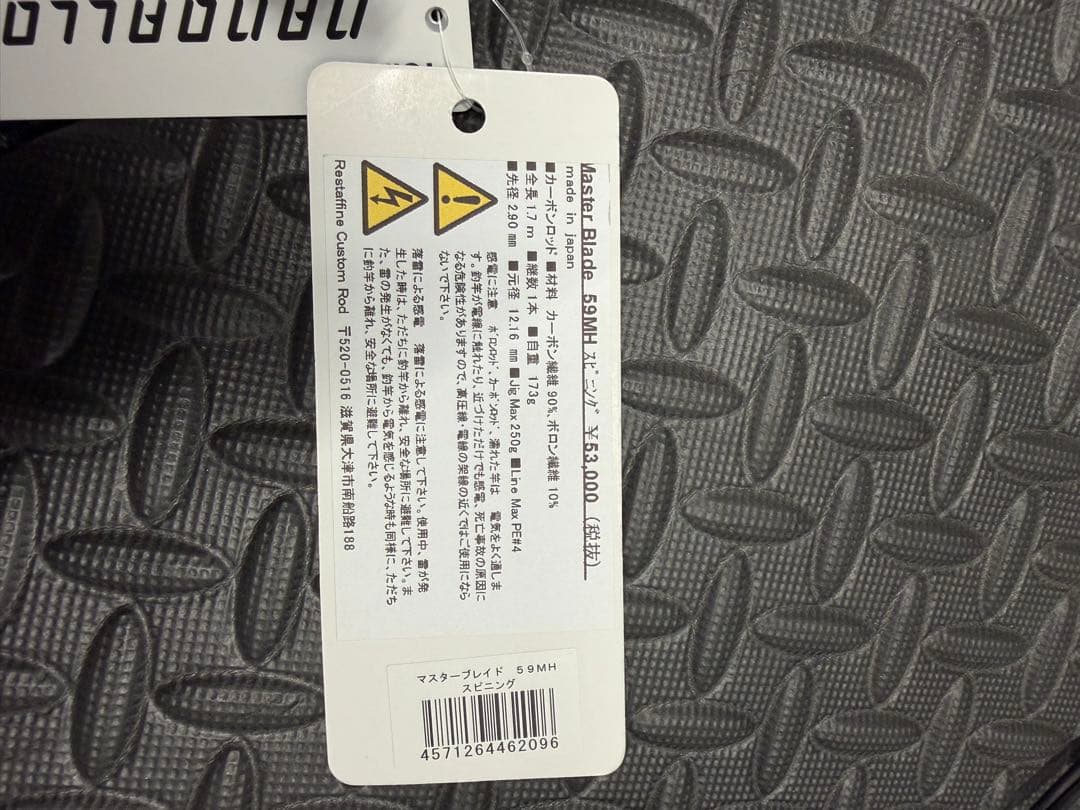 Master Blade 59MH スピニング ¥53,000（税抜）
made in japan
■カーボンロッド ■材料 カーボン繊維 90%、ボロン繊維 10%
■全長 1.7 m ■継数 1本 ■自重 173g
■先径 2.90 mm ■元径 12.16 mm ■Jig Max 250g ■Line Max PE#4
感電に注意 ボロンロッド、カーボンロッド、濡れた竿は 電気をよく通しま
す。釣竿が電線に触れたり、近づけただけでも感電、死亡事故の原因に
なる危険性がありますので、高圧線・電線の架線の近くではご使用になら
ないで下さい。
落雷による感電 落雷による感電に注意して下さい。使用中、雷が発
生した時は、ただちに釣竿から離れ、安全な場所に避難して下さい。ま
た、雷の発生がなくても、釣竿から電気を感じるような時も同様に、ただち
に釣竿から離れ、安全な場所に避難して下さい。
Restaffine Custom Rod 〒520-0516 滋賀県大津市南船路188
マスターブレイド 59MH
スピニング
4571264462096